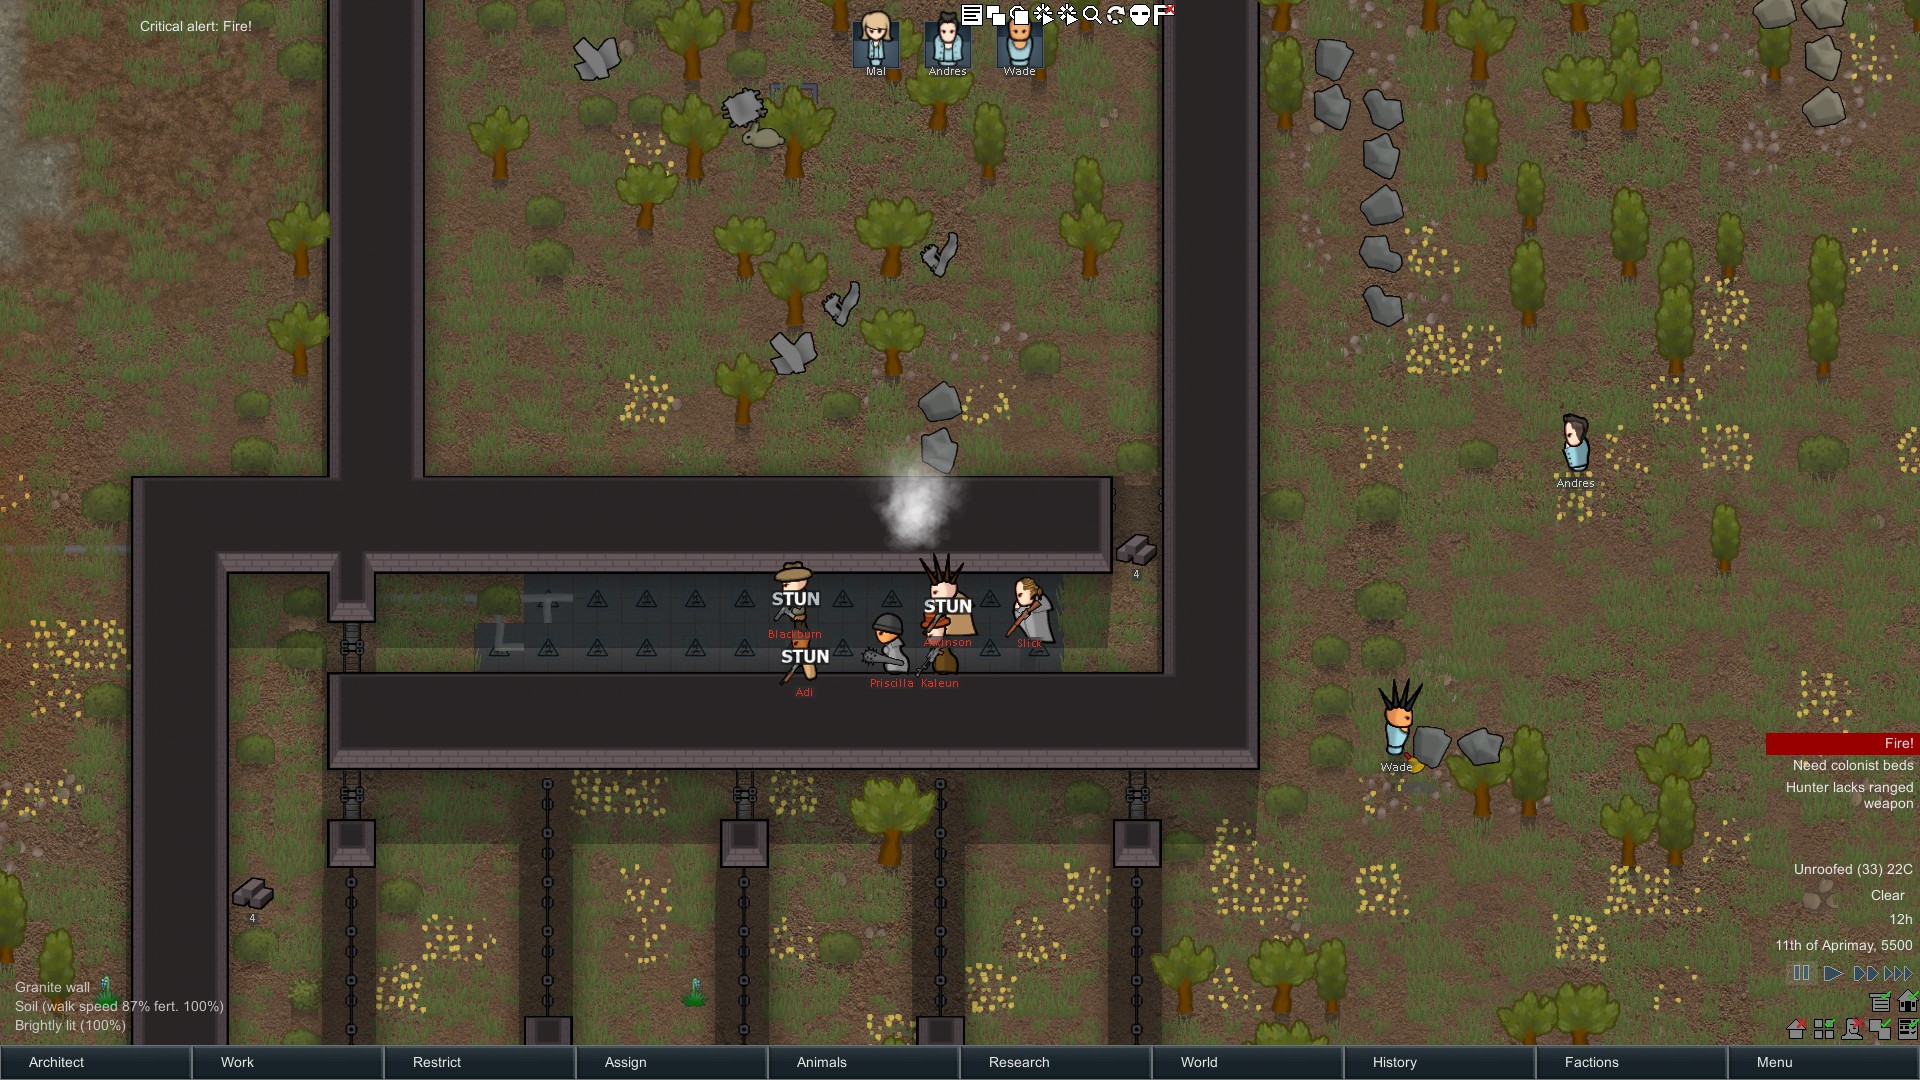 Critical alert: Fire!
Mal
Andres
Wade
Andres
4
STUN
STUN
Blackburn
Slick
STUN
Priscilla
Kaleun
Adi
Wade
Fire!
Need colonist beds
Hunter lacks ranged
weapon
Unroofed (33) 22C
Clear
4
12h
11th of Aprimay, 5500
Granite wall
Soil (walk speed 87% fert. 100%)
Brightly lit (100%)
Architect
Work
Restrict
Assign
Animals
Research
World
History
Factions
Menu